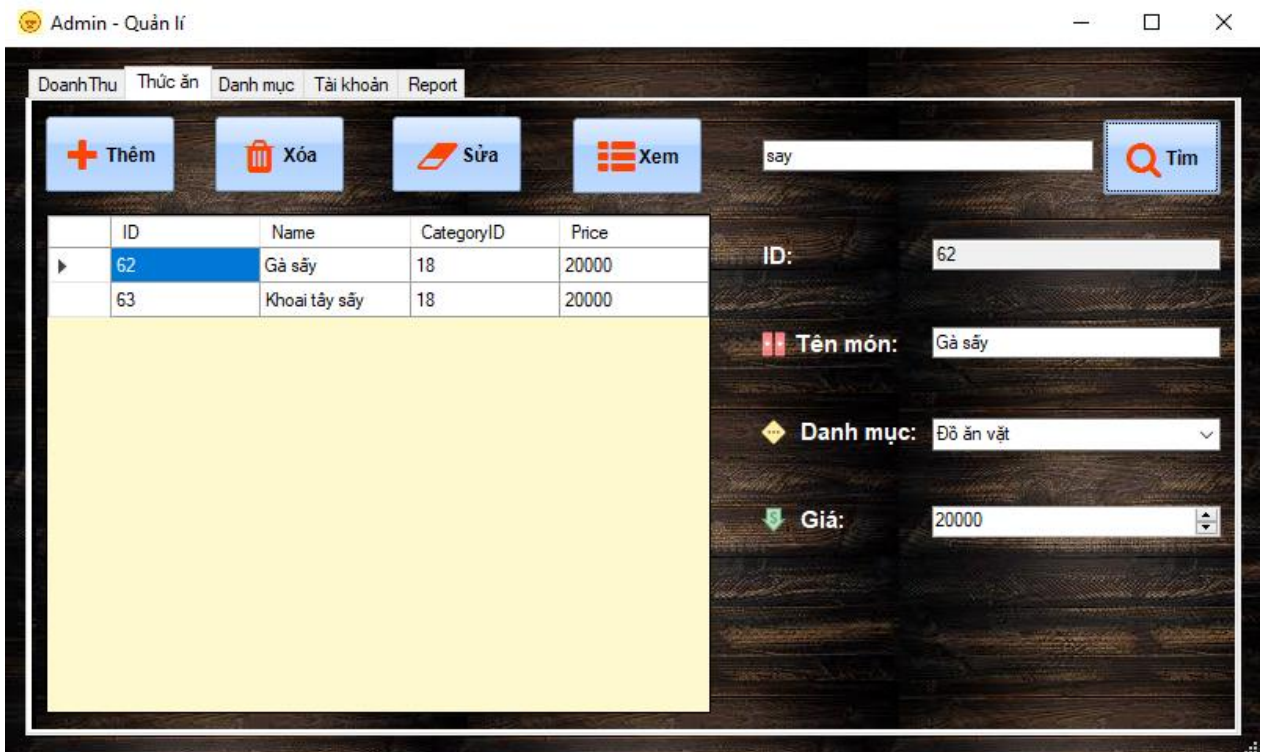 Admin - Quản lí
DoanhThu Thức ăn Danh mục Tài khoản Report
Thêm Xóa Sửa Xem say Tìm
ID Name CategoryID Price
62 Gà sấy 18 20000
63 Khoai tây sấy 18 20000
ID: 62
Tên món: Gà sấy
Danh mục: Đồ ăn vặt
Giá: 20000